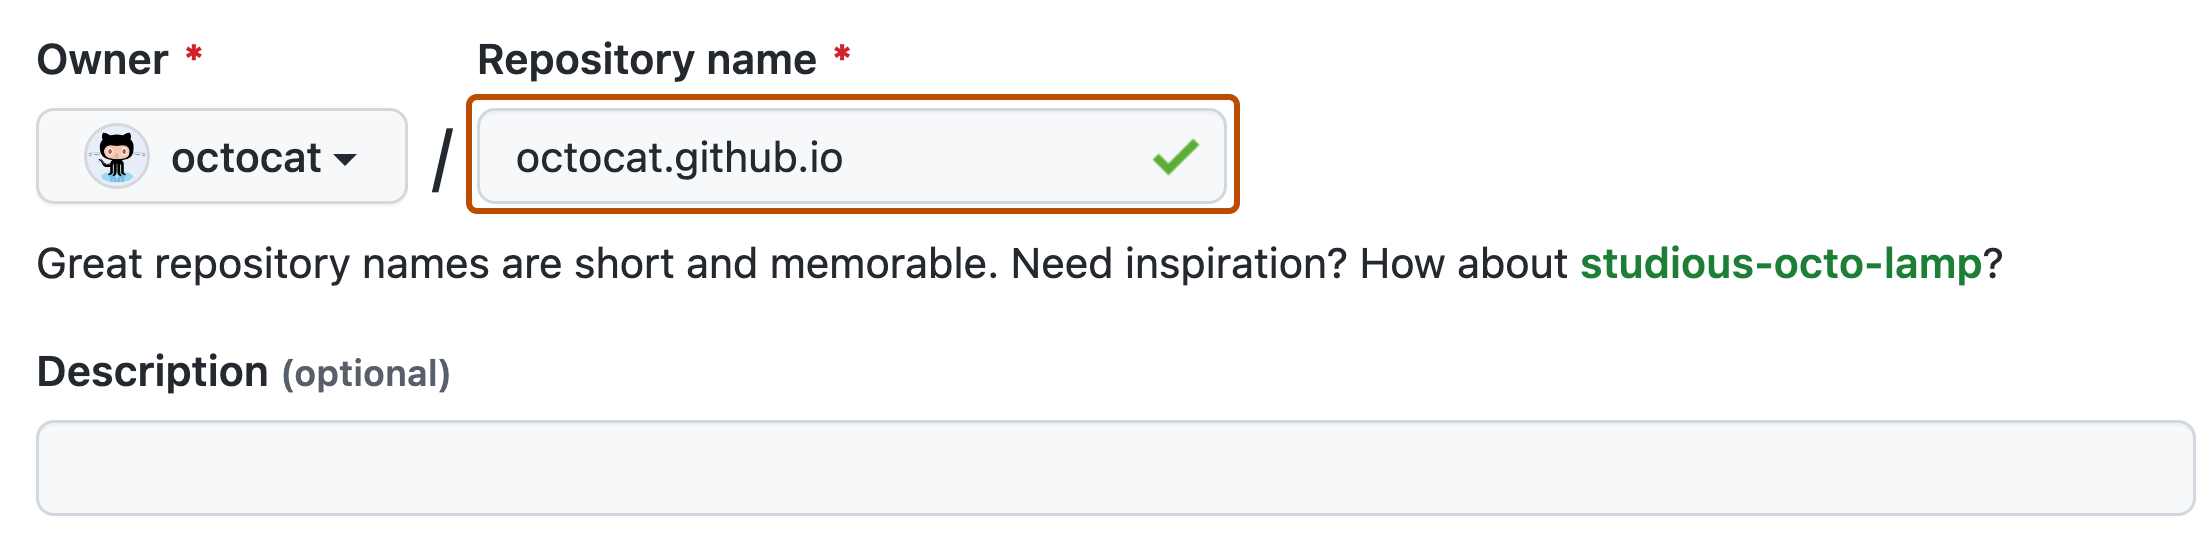 Owner * Repository name *
octocat / octocat.github.io
Great repository names are short and memorable. Need inspiration? How about studious-octo-lamp?
Description (optional)